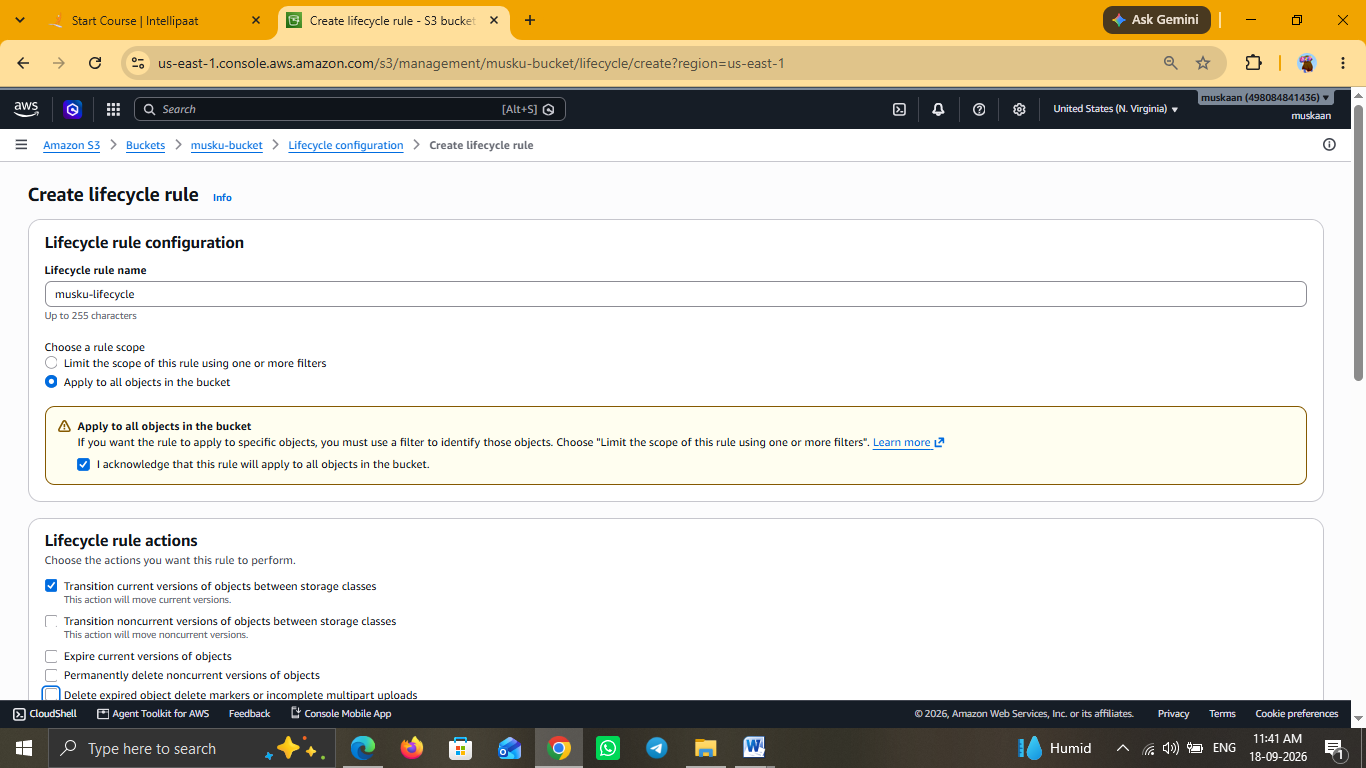 Start Course | Intellipaat
Create lifecycle rule - S3 bucket
Ask Gemini
us-east-1.console.aws.amazon.com/s3/management/musku-bucket/lifecycle/create?region=us-east-1
aws
Search
[Alt+S]
United States (N. Virginia)
muskaan (498084841436)
muskaan
Amazon S3
Buckets
musku-bucket
Lifecycle configuration
Create lifecycle rule
Create lifecycle rule
Info
Lifecycle rule configuration
Lifecycle rule name
musku-lifecycle
Up to 255 characters
Choose a rule scope
Limit the scope of this rule using one or more filters
Apply to all objects in the bucket
Apply to all objects in the bucket
If you want the rule to apply to specific objects, you must use a filter to identify those objects. Choose "Limit the scope of this rule using one or more filters". Learn more
I acknowledge that this rule will apply to all objects in the bucket.
Lifecycle rule actions
Choose the actions you want this rule to perform.
Transition current versions of objects between storage classes
This action will move current versions.
Transition noncurrent versions of objects between storage classes
This action will move noncurrent versions.
Expire current versions of objects
Permanently delete noncurrent versions of objects
Delete expired object delete markers or incomplete multipart uploads
CloudShell
Agent Toolkit for AWS
Feedback
Console Mobile App
© 2026, Amazon Web Services, Inc. or its affiliates.
Privacy
Terms
Cookie preferences
Type here to search
Humid
ENG
11:41 AM
18-09-2026
1